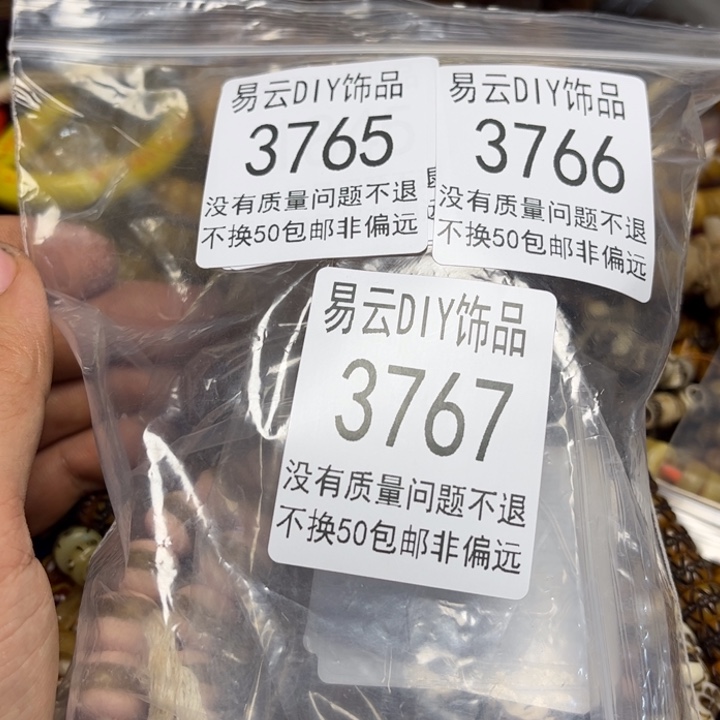 易云DIY饰品
3765
没有质量问题不退
不换50包邮非偏远
易云DIY饰品
3766
没有质量问题不退
不换50包邮非偏远
易云DIY饰品
3767
没有质量问题不退
不换50包邮非偏远